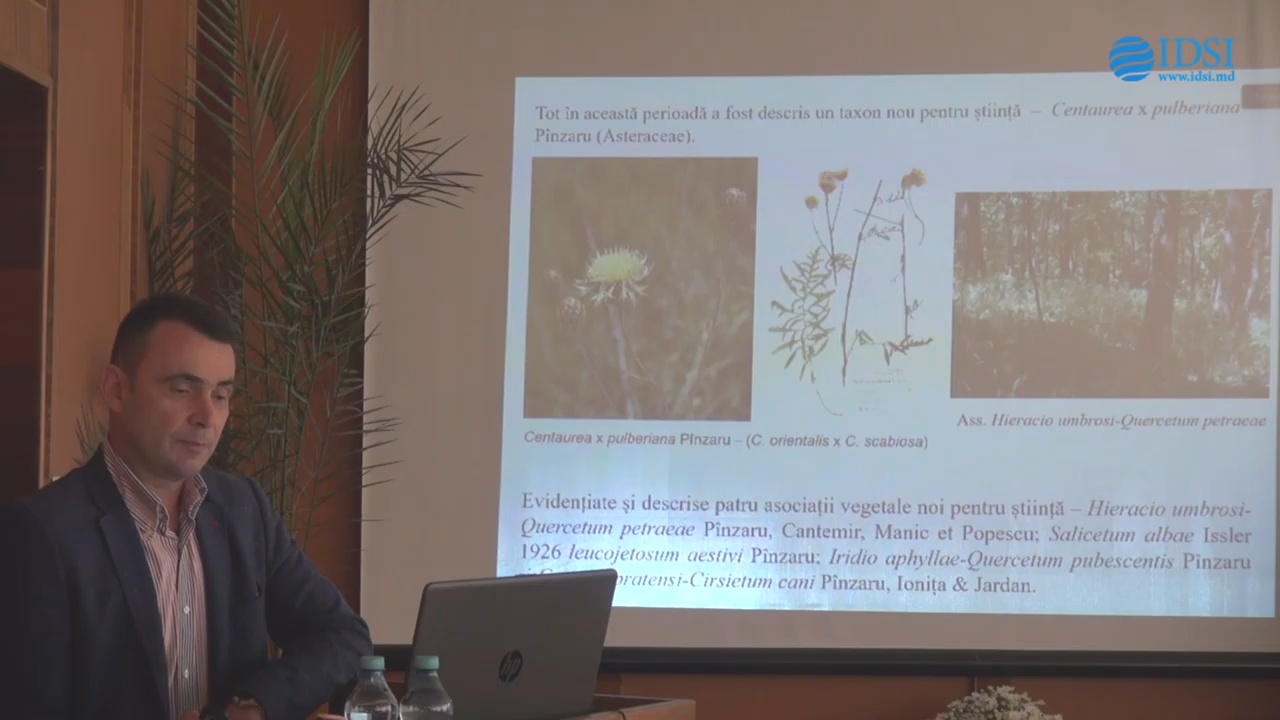 IDSI
www.idsi.md
Tot în această perioadă a fost descris un taxon nou pentru știință – Centaurea x pulberiana
Pînzaru (Asteraceae).
Centaurea x pulberiana Pînzaru – (C. orientalis x C. scabiosa)
Ass. Hieracio umbrosi-Quercetum petraeae
Evidențiate și descrise patru asociații vegetale noi pentru știință – Hieracio umbrosi-
Quercetum petraeae Pînzaru, Cantemir, Manic et Popescu; Salicetum albae Issler
1926 leucojetosum aestivi Pînzaru; Iridio aphyllae-Quercetum pubescentis Pînzaru
pratensi-Cirsietum cani Pînzaru, Ionița & Jardan.
hp